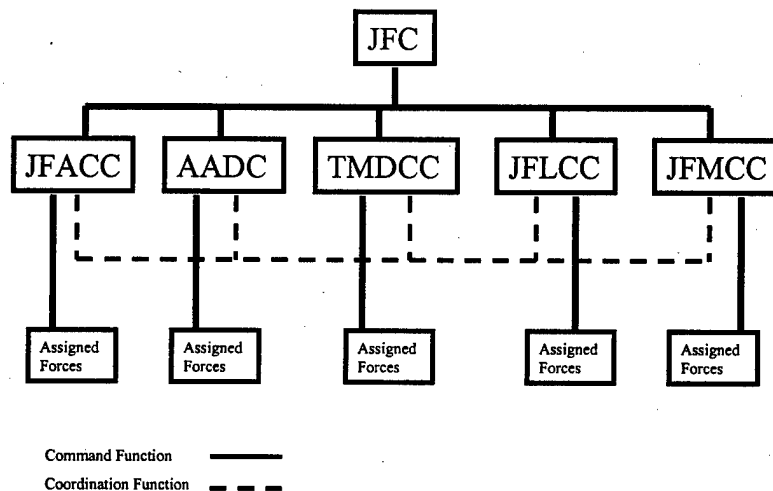 JFC
JFACC
AADC
TMDCC
JFLCC
JFMCC
Assigned
Forces
Assigned
Forces
Assigned
Forces
Assigned
Forces
Assigned
Forces
Command Function
Coordination Function